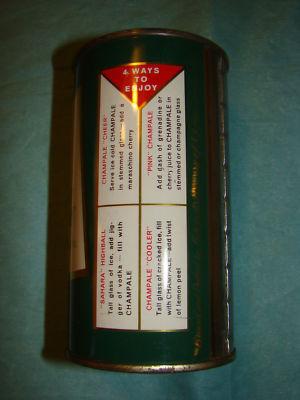 4 WAYS
TO
ENJOY
CHAMPALE "CHEER"
Serve ice cold CHAMPALE
in stemmed glass—add a
maraschino cherry
"PINK" CHAMPALE
Add dash of grenadine or
cherry juice to CHAMPALE in
stemmed or champagne glass
"SAHARA" HIGHBALL
Tall glass of ice, add jig-
ger of vodka — fill with
CHAMPALE
CHAMPALE "COOLER"
Tall glass of cracked ice, fill
with CHAMPALE—add twist
of lemon peel